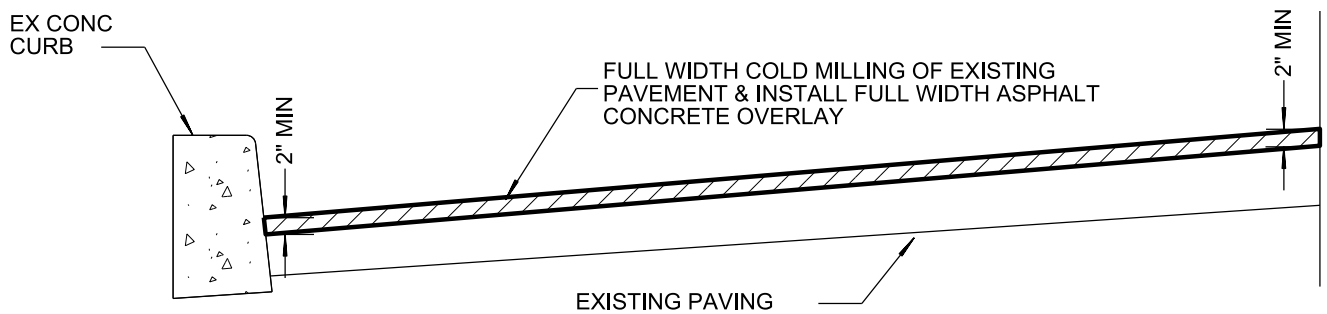 EX CONC
CURB
2" MIN
FULL WIDTH COLD MILLING OF EXISTING
PAVEMENT & INSTALL FULL WIDTH ASPHALT
CONCRETE OVERLAY
2" MIN
EXISTING PAVING